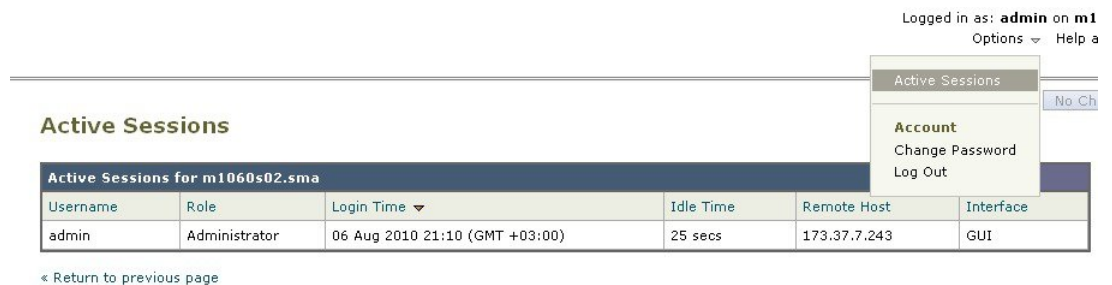 Logged in as: admin on m1
Options Help a
Active Sessions
No Ch
Account
Change Password
Log Out
Active Sessions
Active Sessions for m1060s02.sma
Username Role Login Time Idle Time Remote Host Interface
admin Administrator 06 Aug 2010 21:10 (GMT +03:00) 25 secs 173.37.7.243 GUI
« Return to previous page